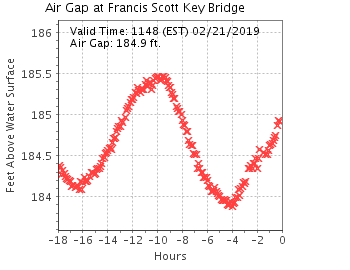 Air Gap at Francis Scott Key Bridge
Valid Time: 1148 (EST) 02/21/2019
Air Gap: 184.9 ft.
Feet Above Water Surface
186
185.5
185
184.5
184
-18 -16 -14 -12 -10 -8 -6 -4 -2 0
Hours